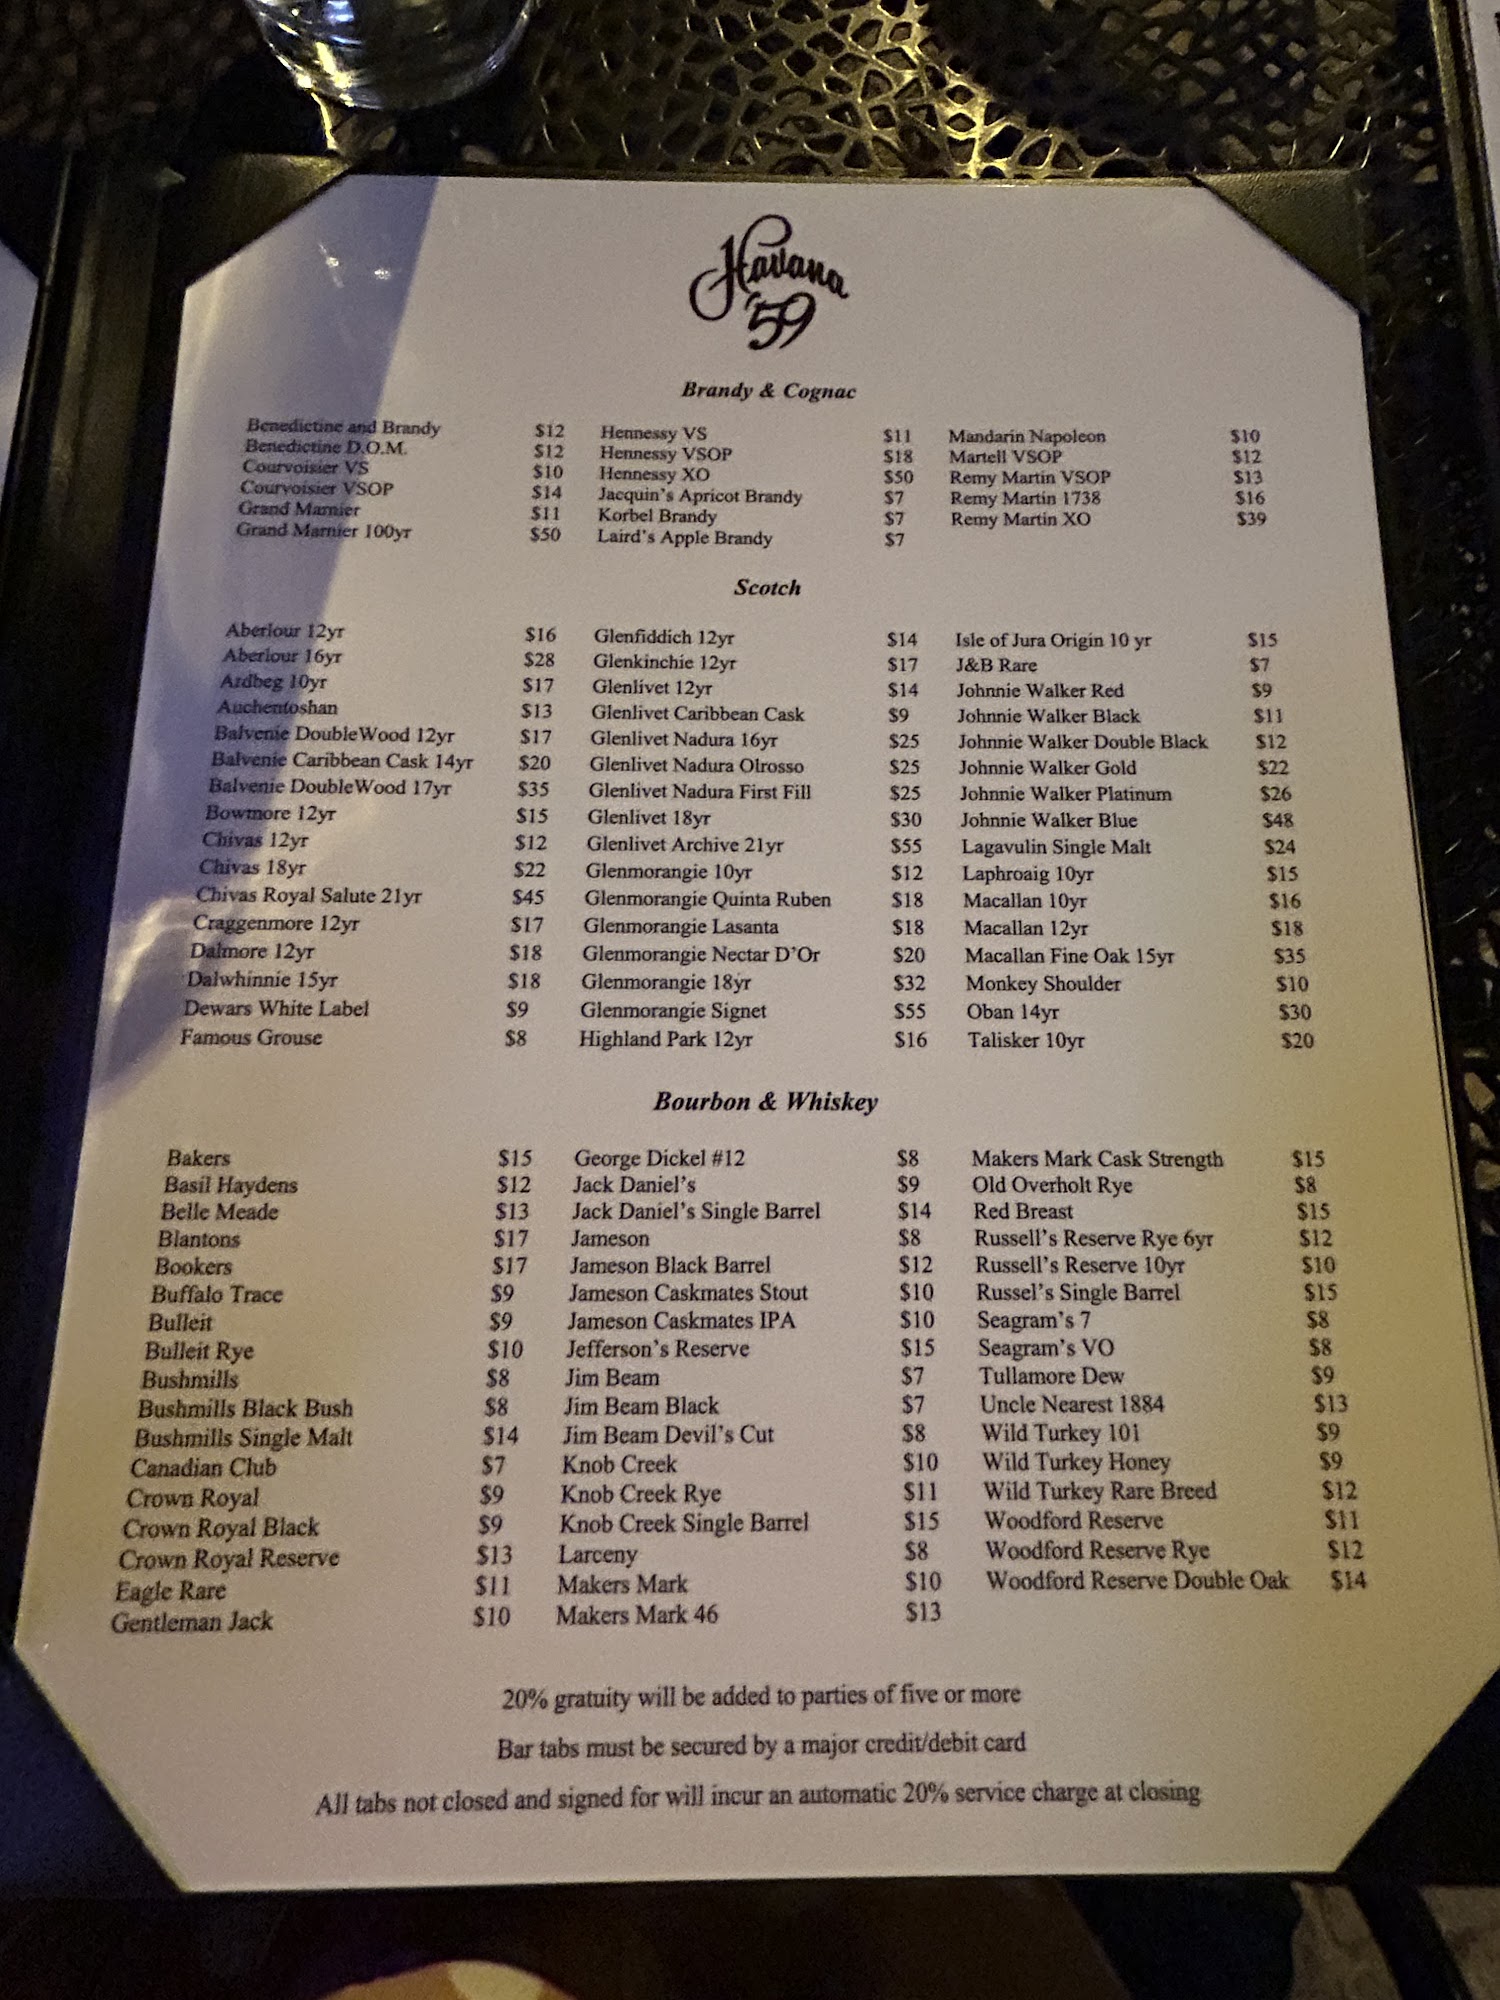 Havana
'59
Brandy & Cognac
Benedictine and Brandy $12 Hennessy VS $11 Mandarin Napoleon $10
Benedictine D.O.M. $12 Hennessy VSOP $18 Martell VSOP $12
Courvoisier VS $10 Hennessy XO $50 Remy Martin VSOP $13
Courvoisier VSOP $14 Jacquin's Apricot Brandy $7 Remy Martin 1738 $16
Grand Marnier $11 Korbel Brandy $7 Remy Martin XO $39
Grand Marnier 100yr $50 Laird's Apple Brandy $7
Scotch
Aberlour 12yr $16 Glenfiddich 12yr $14 Isle of Jura Origin 10 yr $15
Aberlour 16yr $28 Glenkinchie 12yr $17 J&B Rare $7
Ardbeg 10yr $17 Glenlivet 12yr $14 Johnnie Walker Red $9
Auchentoshan $13 Glenlivet Caribbean Cask $9 Johnnie Walker Black $11
Balvenie DoubleWood 12yr $17 Glenlivet Nadura 16yr $25 Johnnie Walker Double Black $12
Balvenie Caribbean Cask 14yr $20 Glenlivet Nadura Olrosso $25 Johnnie Walker Gold $22
Balvenie DoubleWood 17yr $35 Glenlivet Nadura First Fill $25 Johnnie Walker Platinum $26
Bowmore 12yr $15 Glenlivet 18yr $30 Johnnie Walker Blue $48
Chivas 12yr $12 Glenlivet Archive 21yr $55 Lagavulin Single Malt $24
Chivas 18yr $22 Glenmorangie 10yr $12 Laphroaig 10yr $15
Chivas Royal Salute 21yr $45 Glenmorangie Quinta Ruben $18 Macallan 10yr $16
Craggenmore 12yr $17 Glenmorangie Lasanta $18 Macallan 12yr $18
Dalmore 12yr $18 Glenmorangie Nectar D'Or $20 Macallan Fine Oak 15yr $35
Dalwhinnie 15yr $18 Glenmorangie 18yr $32 Monkey Shoulder $10
Dewars White Label $9 Glenmorangie Signet $55 Oban 14yr $30
Famous Grouse $8 Highland Park 12yr $16 Talisker 10yr $20
Bourbon & Whiskey
Bakers $15 George Dickel #12 $8 Makers Mark Cask Strength $15
Basil Haydens $12 Jack Daniel's $9 Old Overholt Rye $8
Belle Meade $13 Jack Daniel's Single Barrel $14 Red Breast $15
Blantons $17 Jameson $8 Russell's Reserve Rye 6yr $12
Bookers $17 Jameson Black Barrel $12 Russell's Reserve 10yr $10
Buffalo Trace $9 Jameson Caskmates Stout $10 Russel's Single Barrel $15
Bulleit $9 Jameson Caskmates IPA $10 Seagram's 7 $8
Bulleit Rye $10 Jefferson's Reserve $15 Seagram's VO $8
Bushmills $8 Jim Beam $7 Tullamore Dew $9
Bushmills Black Bush $8 Jim Beam Black $7 Uncle Nearest 1884 $13
Bushmills Single Malt $14 Jim Beam Devil's Cut $8 Wild Turkey 101 $9
Canadian Club $7 Knob Creek $10 Wild Turkey Honey $9
Crown Royal $9 Knob Creek Rye $11 Wild Turkey Rare Breed $12
Crown Royal Black $9 Knob Creek Single Barrel $15 Woodford Reserve $11
Crown Royal Reserve $13 Larceny $8 Woodford Reserve Rye $12
Eagle Rare $11 Makers Mark $10 Woodford Reserve Double Oak $14
Gentleman Jack $10 Makers Mark 46 $13
20% gratuity will be added to parties of five or more
Bar tabs must be secured by a major credit/debit card
All tabs not closed and signed for will incur an automatic 20% service charge at closing